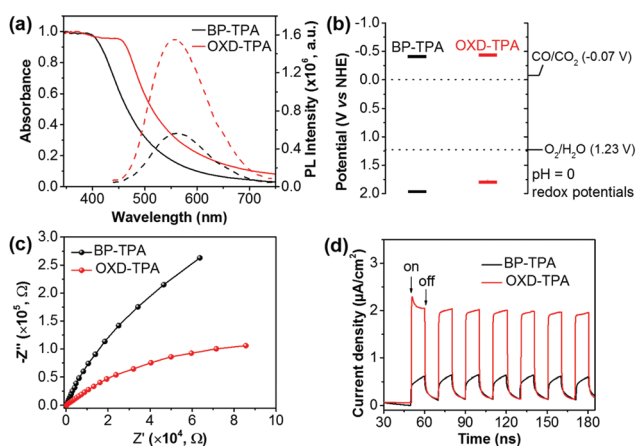 (a)
BP-TPA
OXD-TPA
Absorbance
1.0
0.8
0.6
0.4
0.2
0.0
400 500 600 700
Wavelength (nm)
PL Intensity (x10⁶, a.u.)
1.6
1.2
0.8
0.4
0.0
(b)
Potential (V vs NHE)
-1.0
-0.5
0.0
0.5
1.0
1.5
2.0
BP-TPA OXD-TPA
CO/CO₂ (-0.07 V)
O₂/H₂O (1.23 V)
pH = 0
redox potentials
(c)
BP-TPA
OXD-TPA
-Z'' (×10⁵, Ω)
2.5
2.0
1.5
1.0
0.5
0.0
0 2 4 6 8 10
Z' (×10⁴, Ω)
(d)
BP-TPA
OXD-TPA
on
off
Current density (μA/cm²)
3
2
1
0
30 60 90 120 150 180
Time (ns)